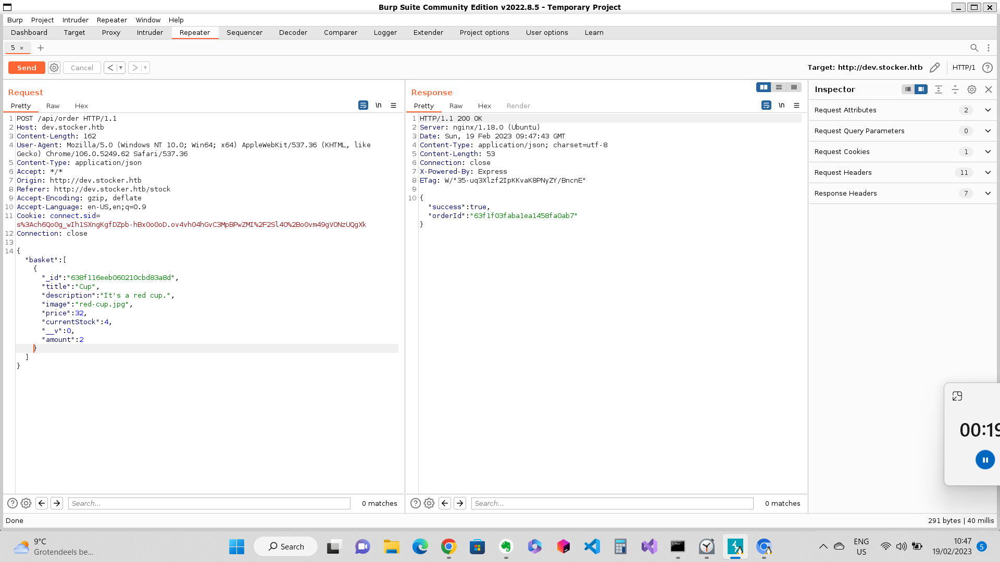 Burp Suite Community Edition v2022.8.5 - Temporary Project
Burp Project Intruder Repeater Window Help
Dashboard Target Proxy Intruder Repeater Sequencer Decoder Comparer Logger Extender Project options User options Learn
5 ×
Send Cancel Target: http://dev.stocker.htb HTTP/1
Request
Pretty Raw Hex \n
1 POST /api/order HTTP/1.1
2 Host: dev.stocker.htb
3 Content-Length: 162
4 User-Agent: Mozilla/5.0 (Windows NT 10.0; Win64; x64) AppleWebKit/537.36 (KHTML, like
Gecko) Chrome/106.0.5249.62 Safari/537.36
5 Content-Type: application/json
6 Accept: */*
7 Origin: http://dev.stocker.htb
8 Referer: http://dev.stocker.htb/stock
9 Accept-Encoding: gzip, deflate
10 Accept-Language: en-US,en;q=0.9
11 Cookie: connect.sid=
s%3Ach6Qo0g_wIh1SXngKgfDZpb-hBx0o0oD.ov4vh04hGvC3MpBPwZMI%2F2Sl40%2Bo0vm49gVONzUQgXk
12 Connection: close
13
14 {
"basket":[
{
"_id":"638f116eeb060210cbd83a8d",
"title":"Cup",
"description":"It's a red cup.",
"image":"red-cup.jpg",
"price":32,
"currentStock":4,
"__v":0,
"amount":2
}
]
}
Search... 0 matches
Response
Pretty Raw Hex Render \n
1 HTTP/1.1 200 OK
2 Server: nginx/1.18.0 (Ubuntu)
3 Date: Sun, 19 Feb 2023 09:47:43 GMT
4 Content-Type: application/json; charset=utf-8
5 Content-Length: 53
6 Connection: close
7 X-Powered-By: Express
8 ETag: W/"35-uq3Xlzf2IpKKvaK8PNyZY/BncnE"
9
10 {
"success":true,
"orderId":"63f1f03faba1ea1458fa0ab7"
}
Search... 0 matches
Inspector
Request Attributes 2
Request Query Parameters 0
Request Cookies 1
Request Headers 11
Response Headers 7
00:19
Done
291 bytes | 40 millis
9°C
Grotendeels be...
Search
ENG
US
10:47
19/02/2023
5